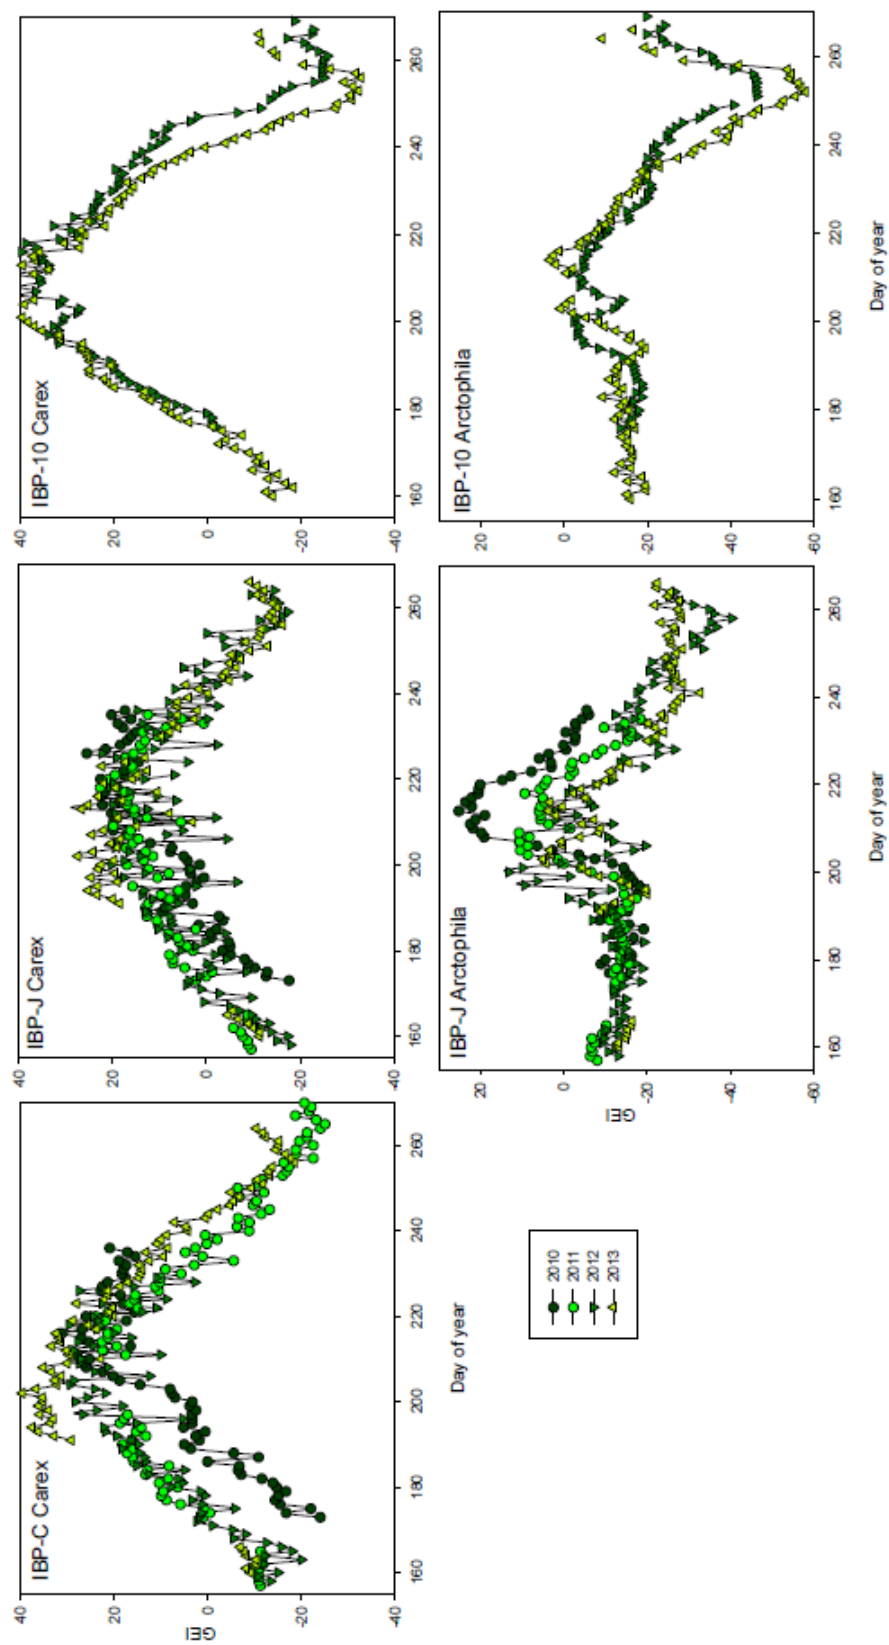 IBP-C Carex
40
20
0
-20
-40
GEI
160 180 200 220 240 260
Day of year
IBP-J Carex
40
20
0
-20
-40
160 180 200 220 240 260
IBP-10 Carex
40
20
0
-20
-40
160 180 200 220 240 260
2010
2011
2012
2013
IBP-J Arctophila
20
0
-20
-40
-60
GEI
160 180 200 220 240 260
Day of year
IBP-10 Arctophila
20
0
-20
-40
-60
160 180 200 220 240 260
Day of year